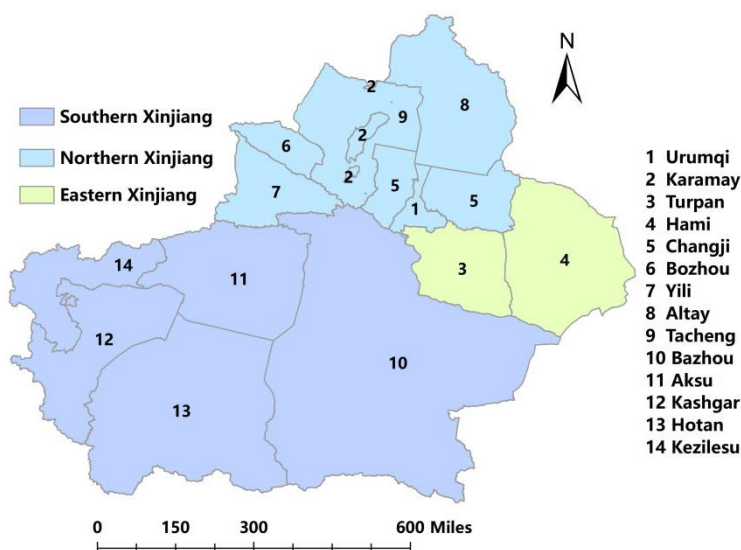 N
Southern Xinjiang
Northern Xinjiang
Eastern Xinjiang
2
8
9
2
6
2
5
5
7
1
14
11
3
4
12
10
13
1 Urumqi
2 Karamay
3 Turpan
4 Hami
5 Changji
6 Bozhou
7 Yili
8 Altay
9 Tacheng
10 Bazhou
11 Aksu
12 Kashgar
13 Hotan
14 Kezilesu
0 150 300 600 Miles